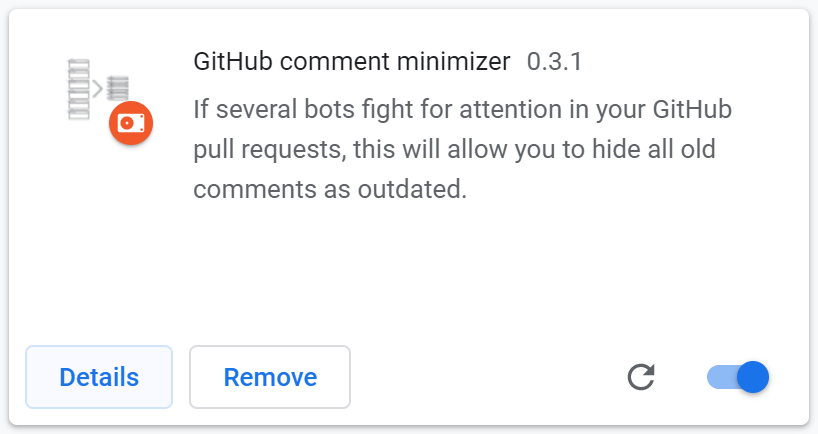 GitHub comment minimizer 0.3.1
If several bots fight for attention in your GitHub
pull requests, this will allow you to hide all old
comments as outdated.
Details Remove